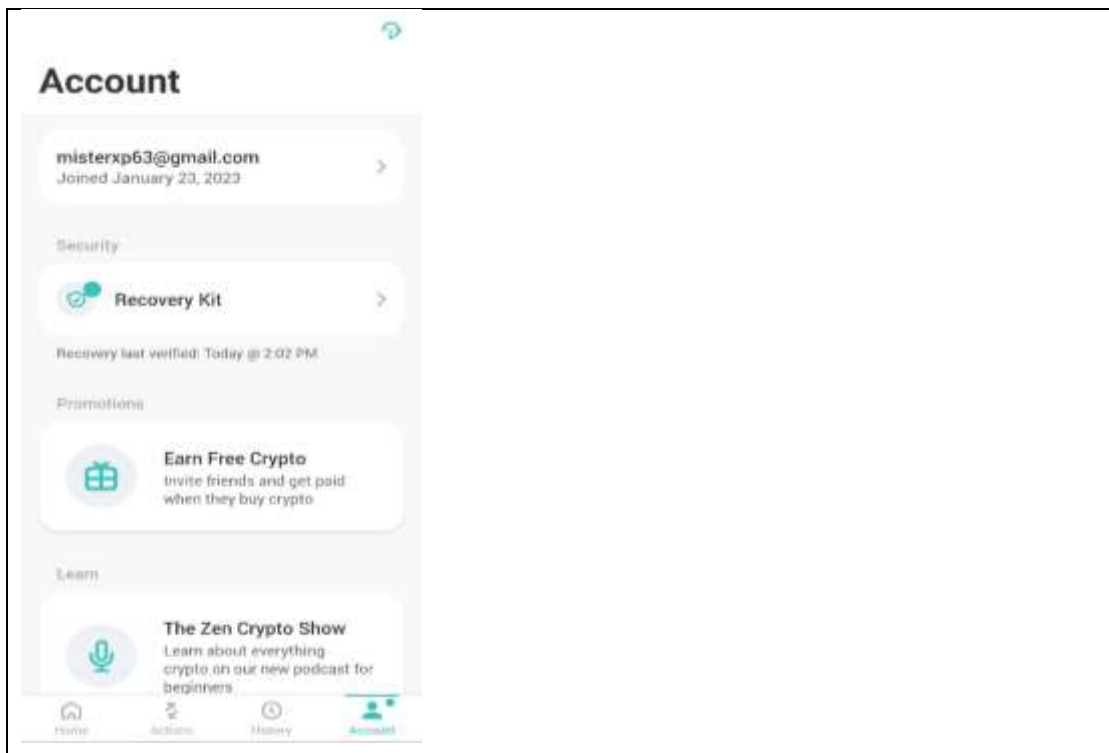 Account
misterxp63@gmail.com
Joined January 23, 2023
Security
Recovery Kit
Recovery last verified: Today @ 2:02 PM
Promotions
Earn Free Crypto
Invite friends and get paid
when they buy crypto
Learn
The Zen Crypto Show
Learn about everything
crypto on our new podcast for
beginners
Home Actions History Account